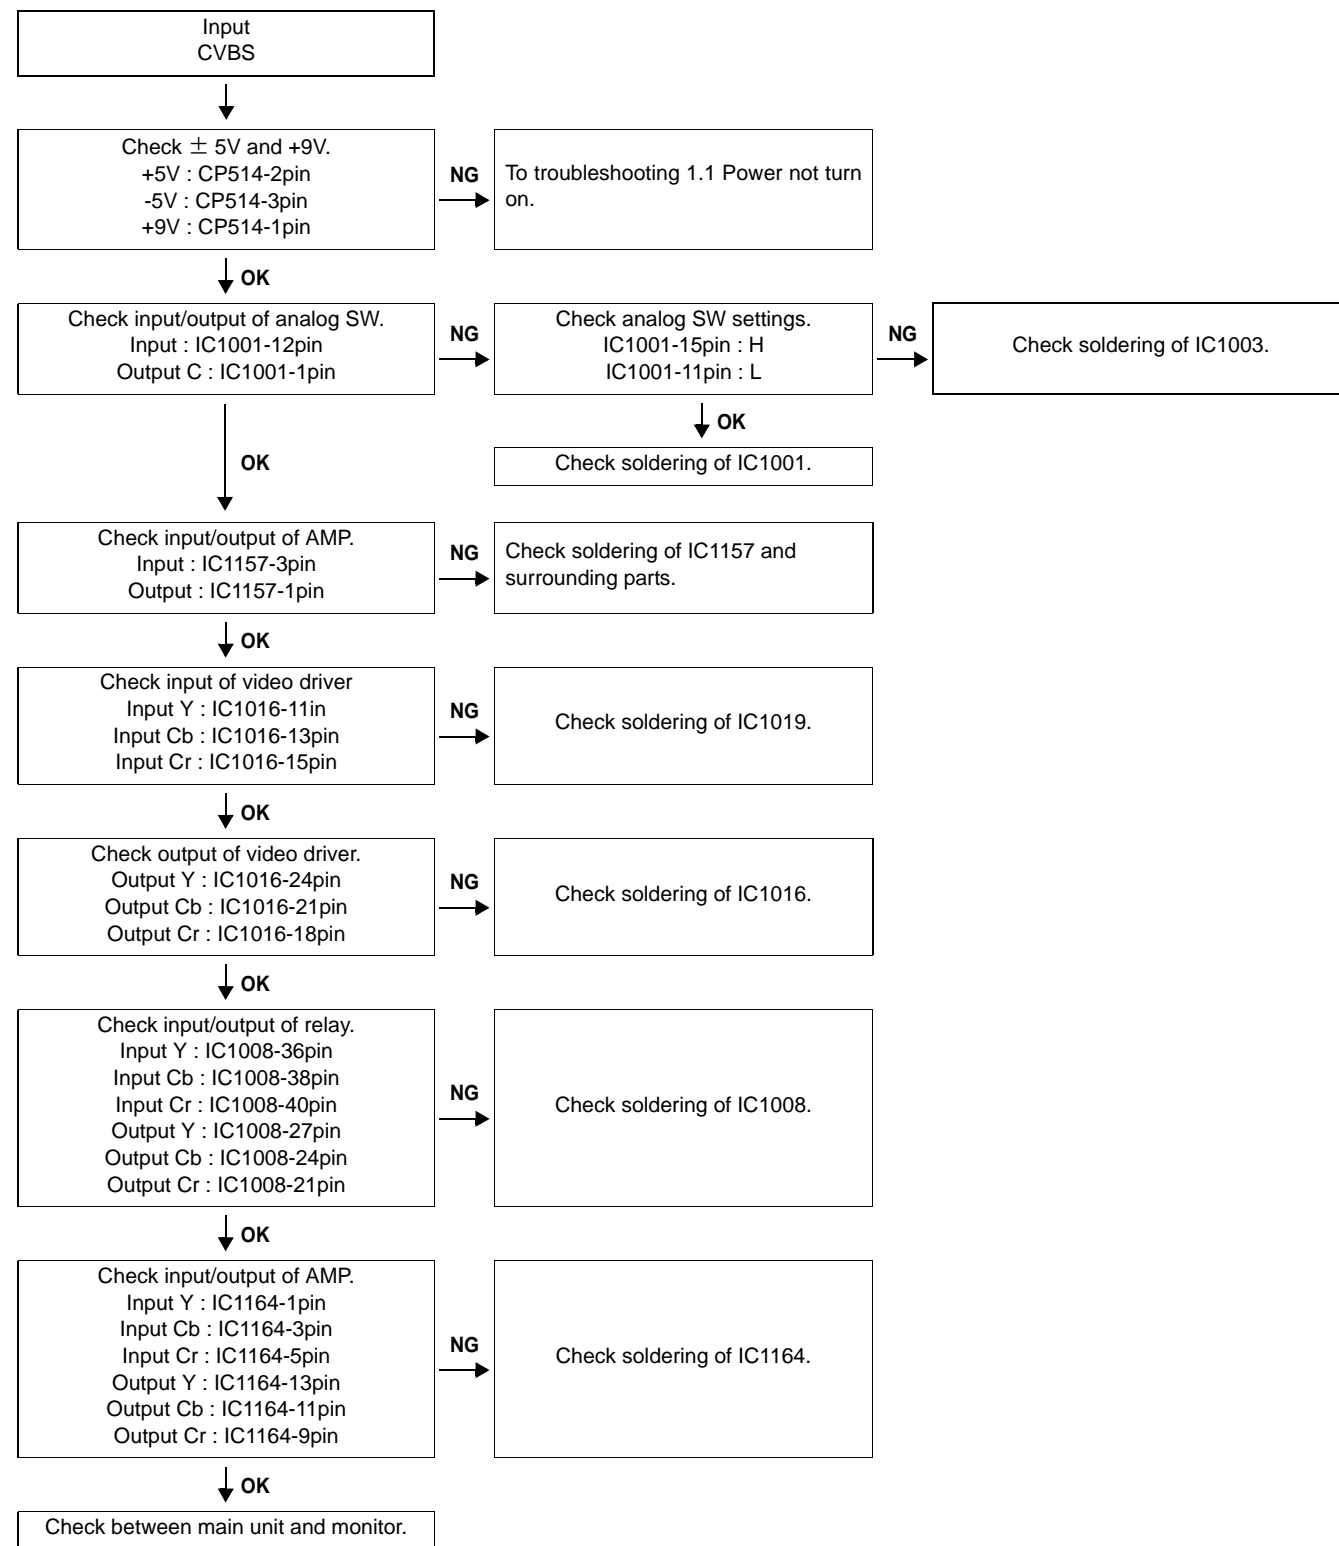 Input
CVBS
Check ± 5V and +9V.
+5V : CP514-2pin
-5V : CP514-3pin
+9V : CP514-1pin
NG
To troubleshooting 1.1 Power not turn
on.
OK
Check input/output of analog SW.
Input : IC1001-12pin
Output C : IC1001-1pin
NG
Check analog SW settings.
IC1001-15pin : H
IC1001-11pin : L
NG
Check soldering of IC1003.
OK
Check soldering of IC1001.
OK
Check input/output of AMP.
Input : IC1157-3pin
Output : IC1157-1pin
NG
Check soldering of IC1157 and
surrounding parts.
OK
Check input of video driver
Input Y : IC1016-11in
Input Cb : IC1016-13pin
Input Cr : IC1016-15pin
NG
Check soldering of IC1019.
OK
Check output of video driver.
Output Y : IC1016-24pin
Output Cb : IC1016-21pin
Output Cr : IC1016-18pin
NG
Check soldering of IC1016.
OK
Check input/output of relay.
Input Y : IC1008-36pin
Input Cb : IC1008-38pin
Input Cr : IC1008-40pin
Output Y : IC1008-27pin
Output Cb : IC1008-24pin
Output Cr : IC1008-21pin
NG
Check soldering of IC1008.
OK
Check input/output of AMP.
Input Y : IC1164-1pin
Input Cb : IC1164-3pin
Input Cr : IC1164-5pin
Output Y : IC1164-13pin
Output Cb : IC1164-11pin
Output Cr : IC1164-9pin
NG
Check soldering of IC1164.
OK
Check between main unit and monitor.